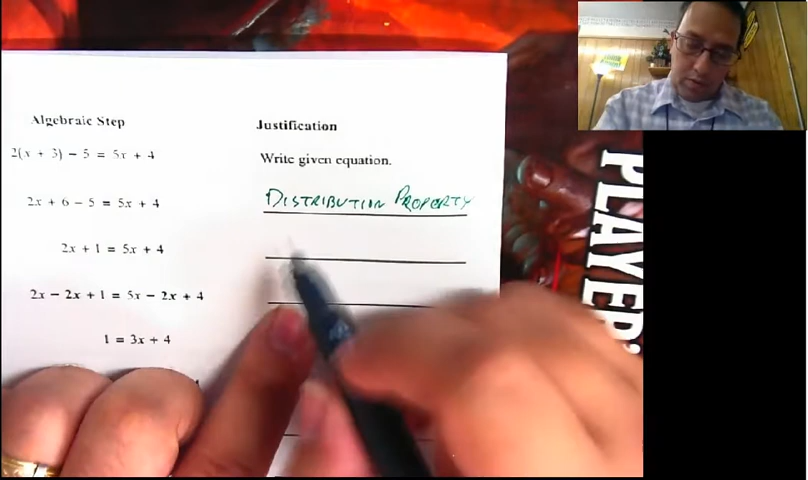 Algebraic Step
Justification
2(x + 3) − 5 = 5x + 4
Write given equation.
2x + 6 − 5 = 5x + 4
DISTRIBUTION PROPERTY
2x + 1 = 5x + 4
2x − 2x + 1 = 5x − 2x + 4
1 = 3x + 4
PLAYER'